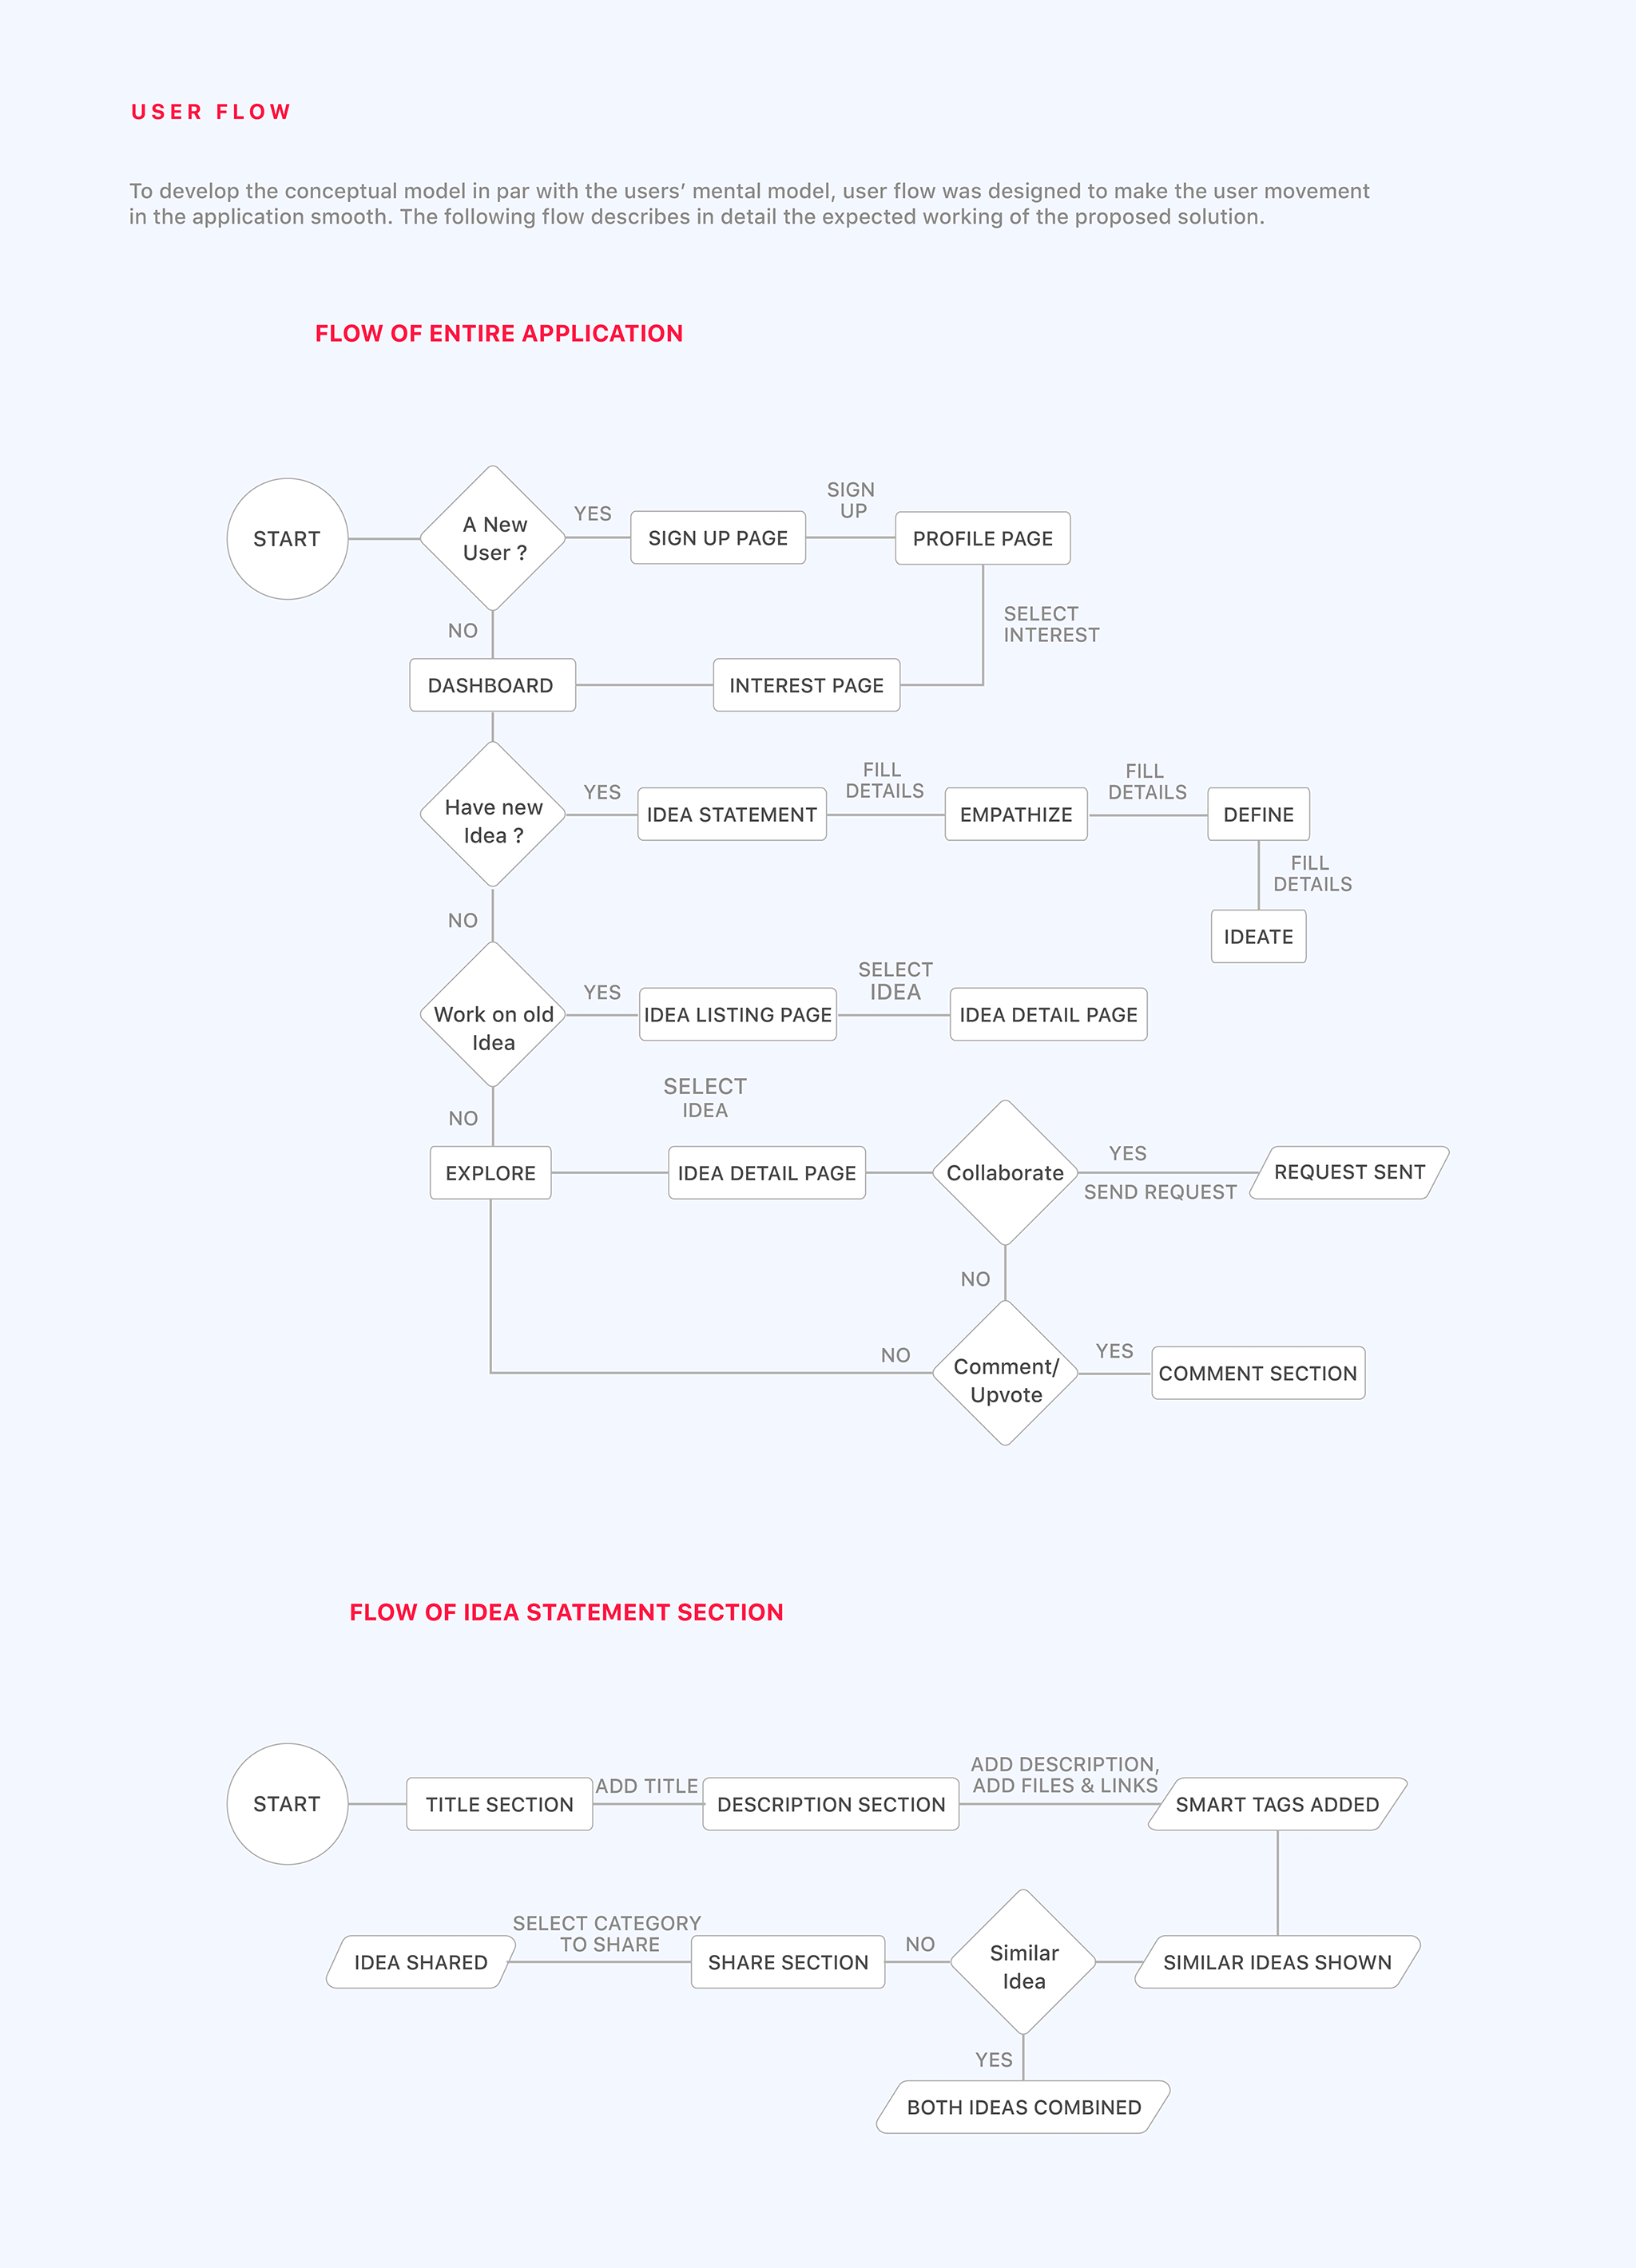 USER FLOW
To develop the conceptual model in par with the users’ mental model, user flow was designed to make the user movement
in the application smooth. The following flow describes in detail the expected working of the proposed solution.
FLOW OF ENTIRE APPLICATION
START
A New
User ?
YES
SIGN UP PAGE
SIGN
UP
PROFILE PAGE
NO
SELECT
INTEREST
DASHBOARD
INTEREST PAGE
Have new
Idea ?
YES
IDEA STATEMENT
FILL
DETAILS
EMPATHIZE
FILL
DETAILS
DEFINE
FILL
DETAILS
IDEATE
NO
Work on old
Idea
YES
IDEA LISTING PAGE
SELECT
IDEA
IDEA DETAIL PAGE
NO
SELECT
IDEA
EXPLORE
IDEA DETAIL PAGE
Collaborate
YES
SEND REQUEST
REQUEST SENT
NO
NO
Comment/
Upvote
YES
COMMENT SECTION
FLOW OF IDEA STATEMENT SECTION
START
TITLE SECTION
ADD TITLE
DESCRIPTION SECTION
ADD DESCRIPTION,
ADD FILES & LINKS
SMART TAGS ADDED
IDEA SHARED
SELECT CATEGORY
TO SHARE
SHARE SECTION
NO
Similar
Idea
SIMILAR IDEAS SHOWN
YES
BOTH IDEAS COMBINED